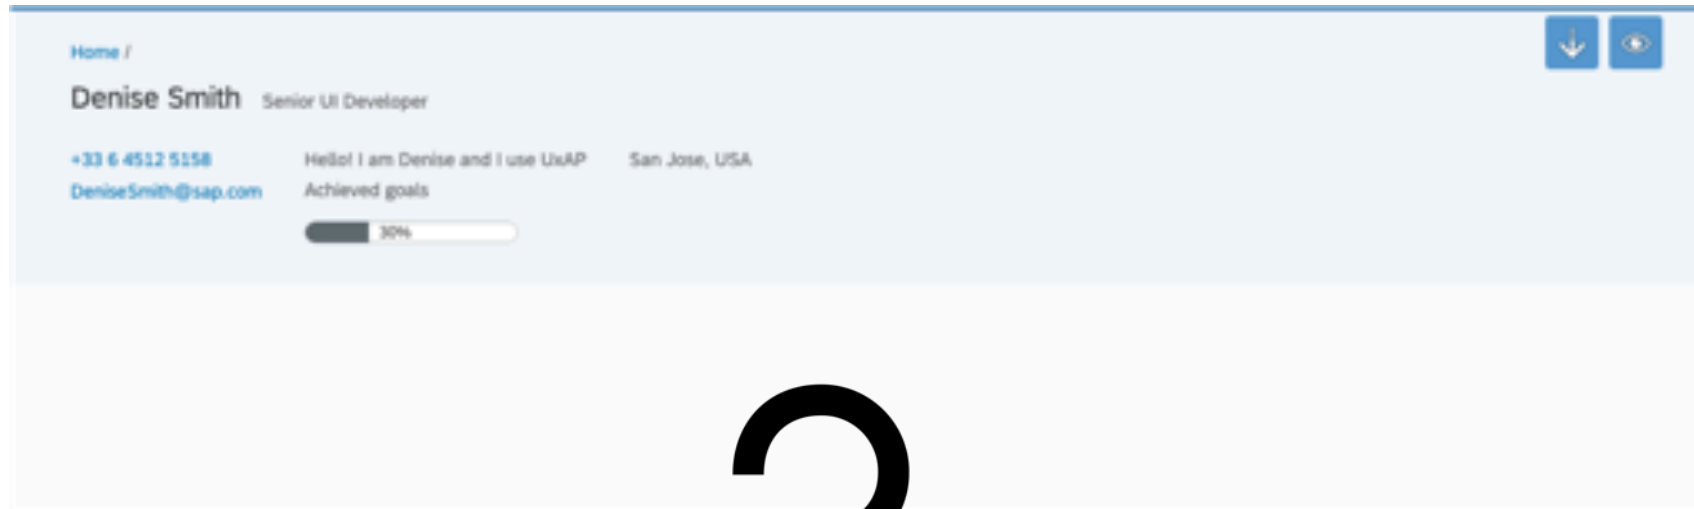 Home /
Denise Smith Senior UI Developer
+33 6 4512 5158 Hello! I am Denise and I use UxAP San Jose, USA
DeniseSmith@sap.com Achieved goals
30%
?